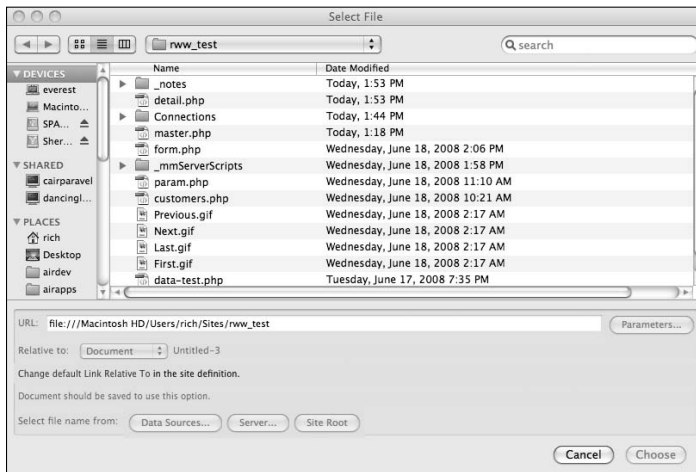 Select File
rww_test
search
DEVICES
everest
Macinto...
SPA...
Sher...
SHARED
cairparavel
dancingl...
PLACES
rich
Desktop
airdev
airapps
Name Date Modified
_notes Today, 1:53 PM
detail.php Today, 1:53 PM
Connections Today, 1:44 PM
master.php Today, 1:18 PM
form.php Wednesday, June 18, 2008 2:06 PM
_mmServerScripts Wednesday, June 18, 2008 1:58 PM
param.php Wednesday, June 18, 2008 11:10 AM
customers.php Wednesday, June 18, 2008 10:21 AM
Previous.gif Wednesday, June 18, 2008 2:17 AM
Next.gif Wednesday, June 18, 2008 2:17 AM
Last.gif Wednesday, June 18, 2008 2:17 AM
First.gif Wednesday, June 18, 2008 2:17 AM
data-test.php Tuesday, June 17, 2008 7:35 PM
URL: file:///Macintosh HD/Users/rich/Sites/rww_test Parameters...
Relative to: Document Untitled-3
Change default Link Relative To in the site definition.
Document should be saved to use this option.
Select file name from: Data Sources... Server... Site Root
Cancel Choose